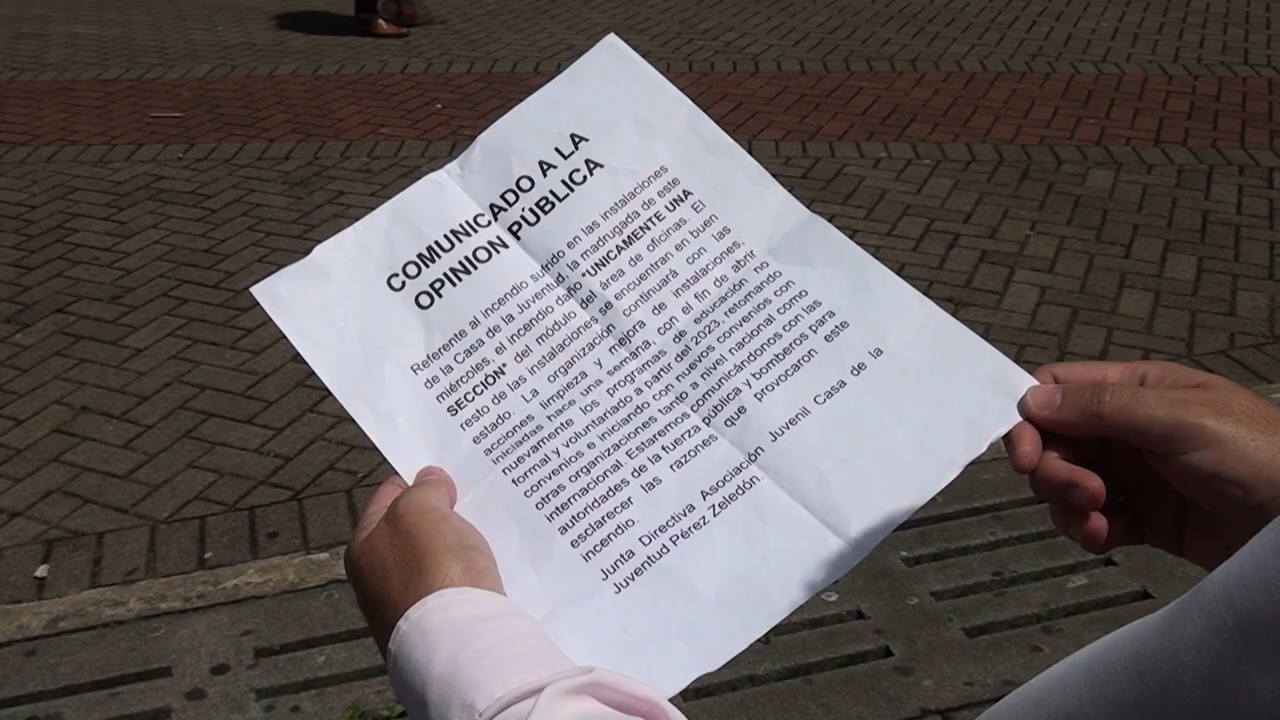 COMUNICADO A LA
OPINION PÚBLICA
Referente al incendio sufrido en las instalaciones
de la Casa de la Juventud, la madrugada de este
miércoles, el incendio daño "UNICAMENTE UNA
SECCIÓN" del módulo del área de oficinas. El
resto de las instalaciones se encuentran en buen
estado. La organización continuará con las
acciones limpieza y mejora de instalaciones,
iniciadas hace una semana, con el fin de abrir
nuevamente los programas de educación no
formal y voluntariado a partir del 2023, retomando
convenios e iniciando con nuevos convenios con
otras organizaciones tanto a nivel nacional como
internacional. Estaremos comunicándonos con las
autoridades de la fuerza pública y bomberos para
esclarecer las razones que provocaron este
incendio.
Junta Directiva Asociación Juvenil Casa de la
Juventud Pérez Zeledón.